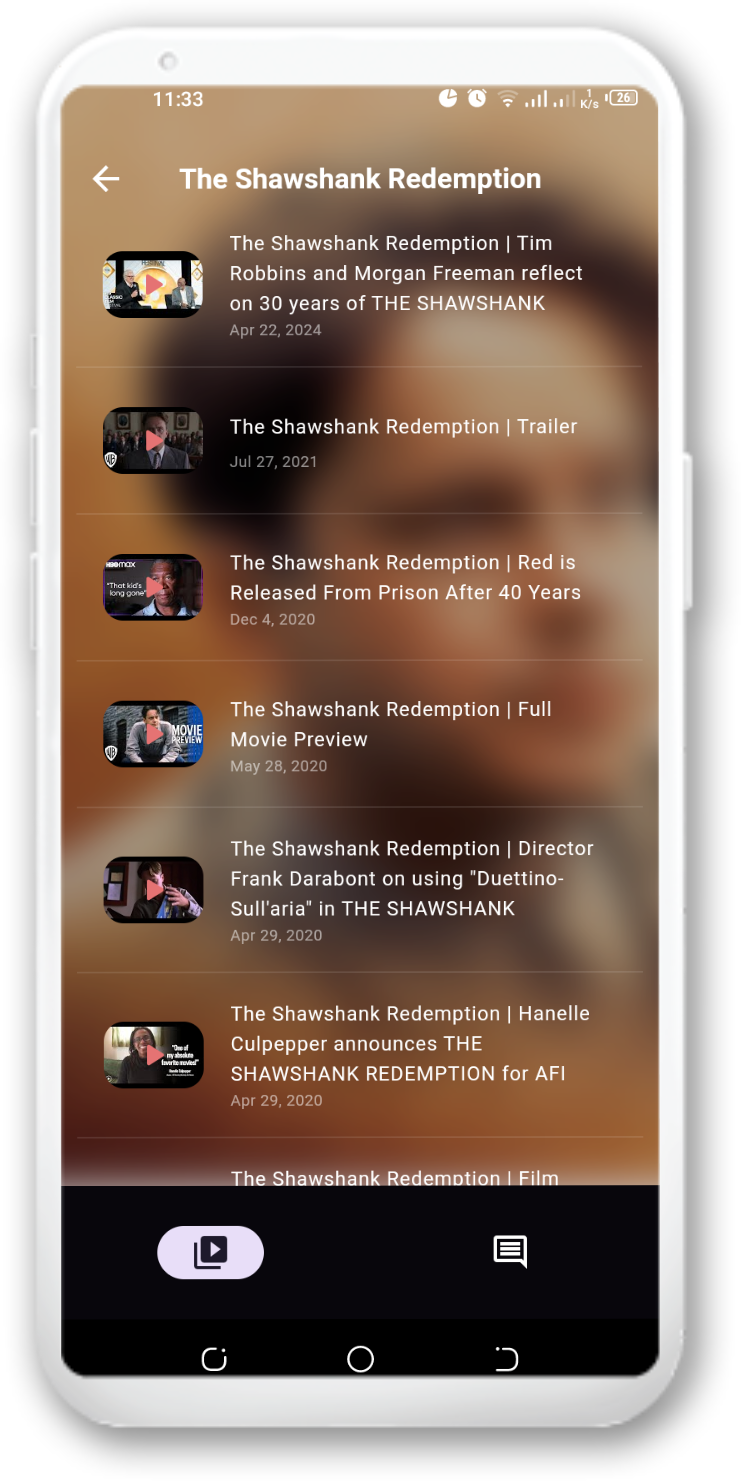 11:33
1
K/s
26
The Shawshank Redemption
The Shawshank Redemption | Tim
Robbins and Morgan Freeman reflect
on 30 years of THE SHAWSHANK
Apr 22, 2024
The Shawshank Redemption | Trailer
Jul 27, 2021
HBOmax
"That kid's
long gone"
The Shawshank Redemption | Red is
Released From Prison After 40 Years
Dec 4, 2020
MOVIE
PREVIEW
The Shawshank Redemption | Full
Movie Preview
May 28, 2020
The Shawshank Redemption | Director
Frank Darabont on using "Duettino-
Sull'aria" in THE SHAWSHANK
Apr 29, 2020
"One of
my absolute
favorite movies!"
The Shawshank Redemption | Hanelle
Culpepper announces THE
SHAWSHANK REDEMPTION for AFI
Apr 29, 2020
The Shawshank Redemption | Film